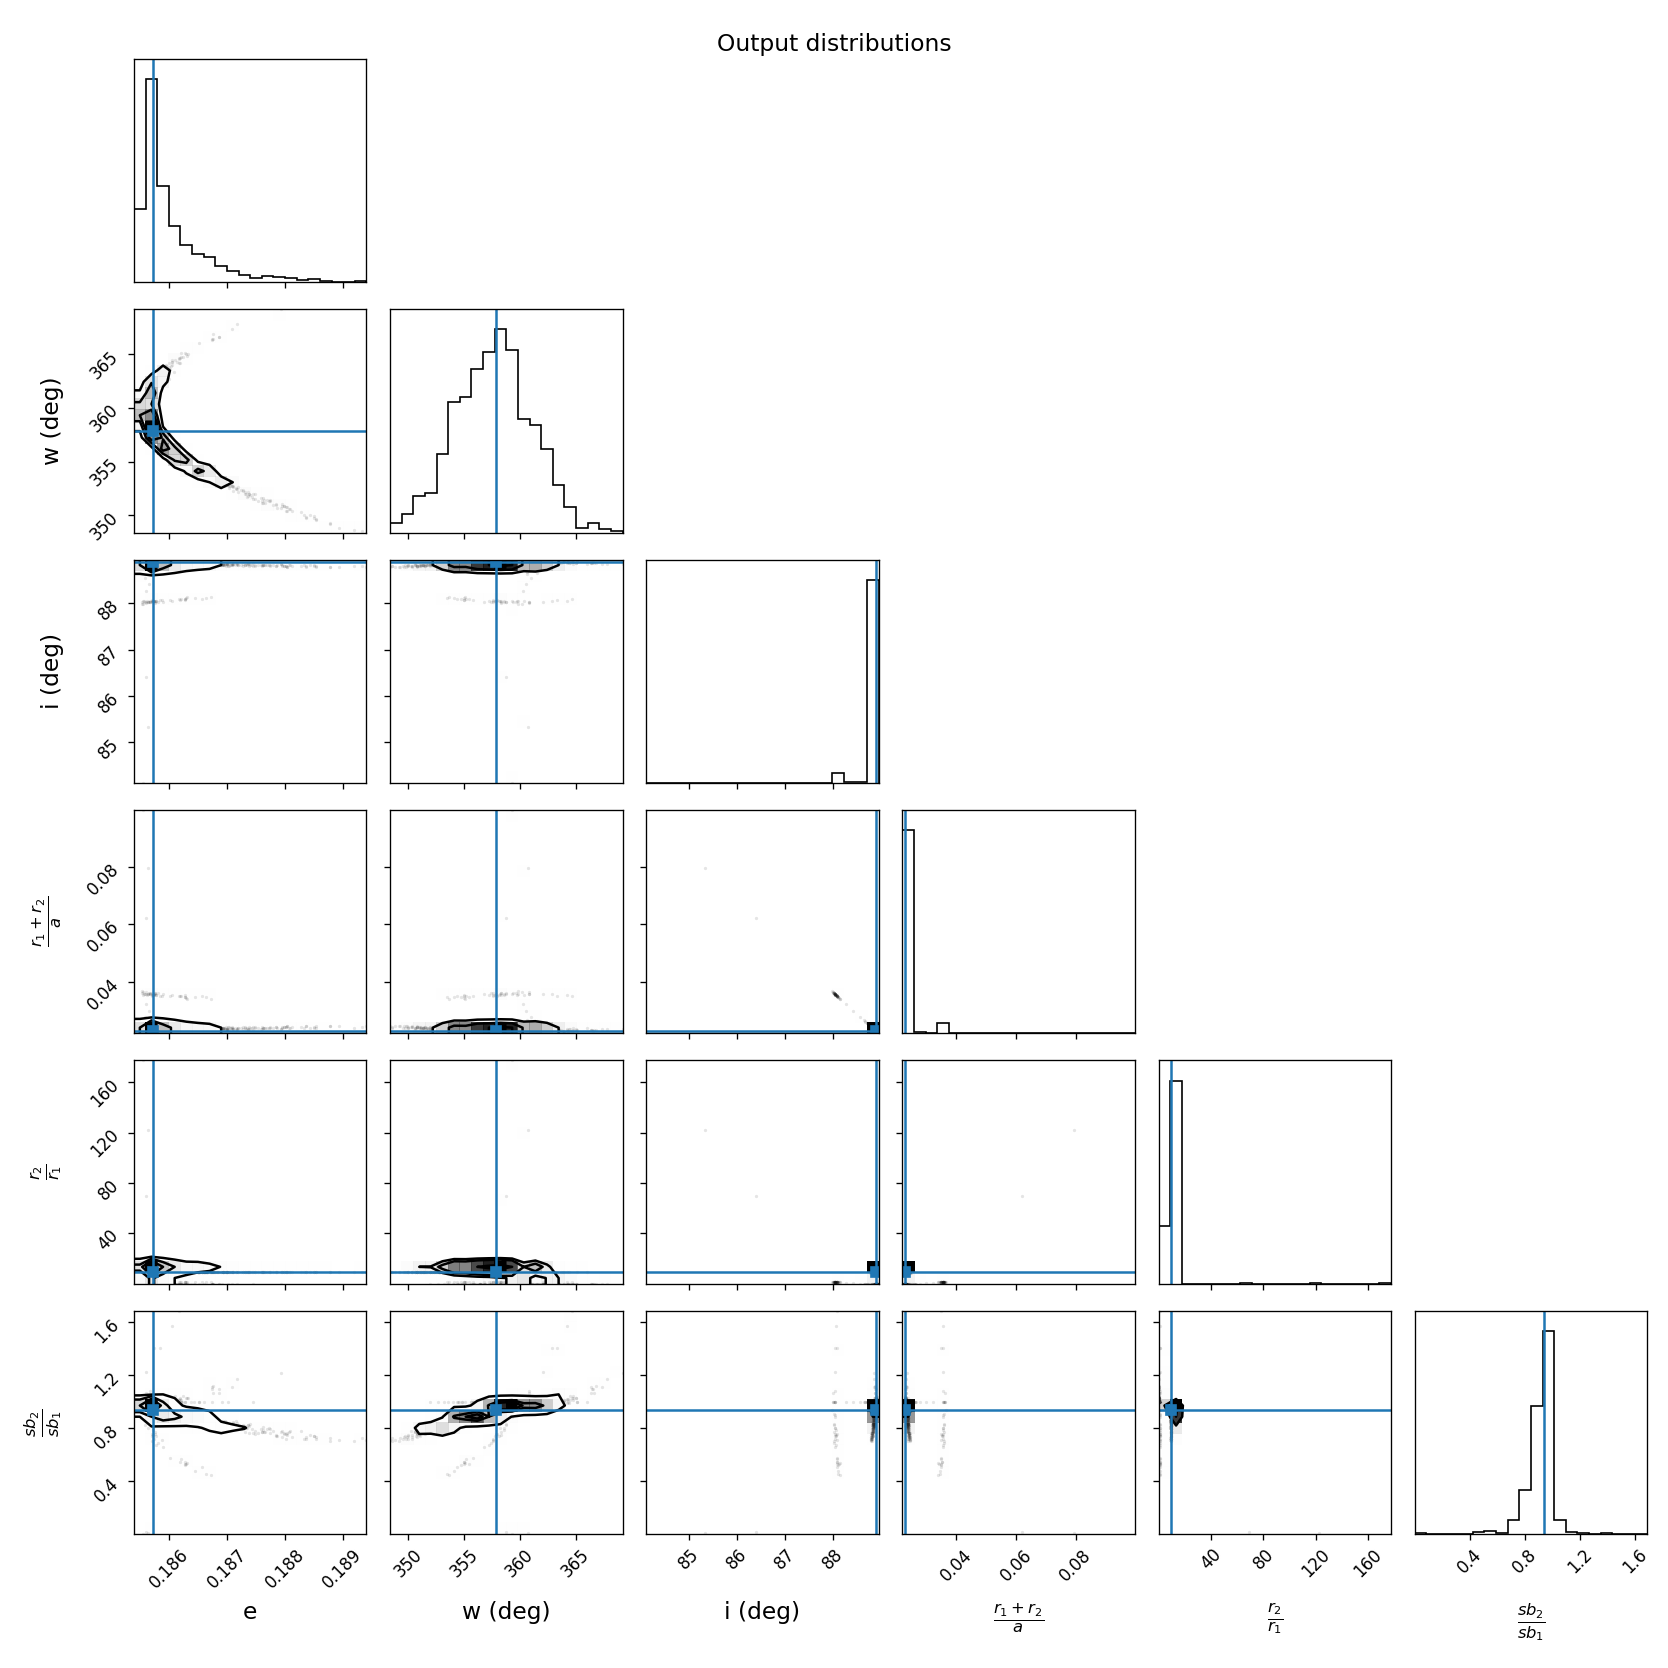 Output distributions
365
360
355
350
w (deg)
88
87
86
85
i (deg)
0.08
0.06
0.04
r₁ + r₂
a
160
120
80
40
r₂
r₁
1.6
1.2
0.8
0.4
sb₂
sb₁
0.186 0.187 0.188 0.189
350 355 360 365
85 86 87 88
0.04 0.06 0.08
40 80 120 160
0.4 0.8 1.2 1.6
e
w (deg)
i (deg)
r₁ + r₂
a
r₂
r₁
sb₂
sb₁